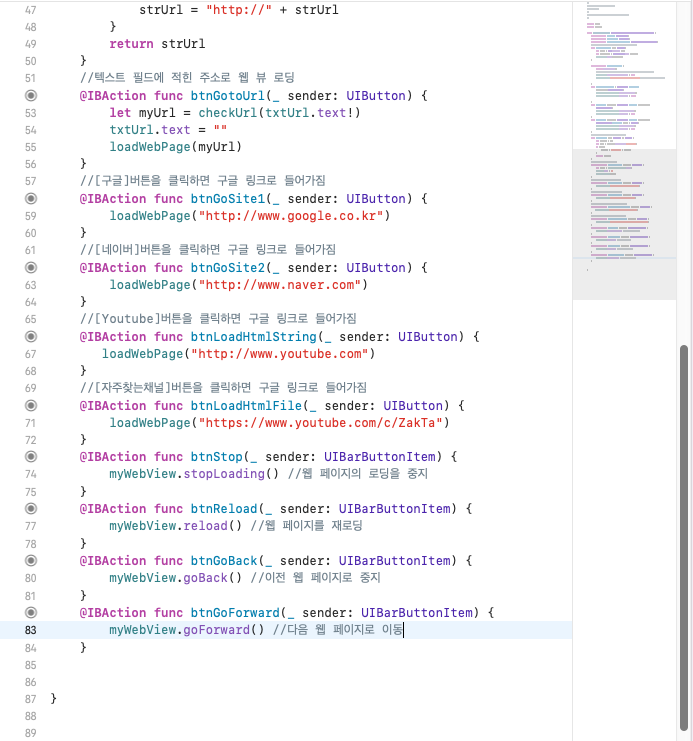 47 strUrl = "http://" + strUrl
48 }
49 return strUrl
50 }
51 //텍스트 필드에 적힌 주소로 웹 뷰 로딩
@IBAction func btnGotoUrl(_ sender: UIButton) {
53 let myUrl = checkUrl(txtUrl.text!)
54 txtUrl.text = ""
55 loadWebPage(myUrl)
56 }
57 //[구글]버튼을 클릭하면 구글 링크로 들어가짐
@IBAction func btnGoSite1(_ sender: UIButton) {
59 loadWebPage("http://www.google.co.kr")
60 }
61 //[네이버]버튼을 클릭하면 구글 링크로 들어가짐
@IBAction func btnGoSite2(_ sender: UIButton) {
63 loadWebPage("http://www.naver.com")
64 }
65 //[Youtube]버튼을 클릭하면 구글 링크로 들어가짐
@IBAction func btnLoadHtmlString(_ sender: UIButton) {
67 loadWebPage("http://www.youtube.com")
68 }
69 //[자주찾는채널]버튼을 클릭하면 구글 링크로 들어가짐
@IBAction func btnLoadHtmlFile(_ sender: UIButton) {
71 loadWebPage("https://www.youtube.com/c/ZakTa")
72 }
@IBAction func btnStop(_ sender: UIBarButtonItem) {
74 myWebView.stopLoading() //웹 페이지의 로딩을 중지
75 }
@IBAction func btnReload(_ sender: UIBarButtonItem) {
77 myWebView.reload() //웹 페이지를 재로딩
78 }
@IBAction func btnGoBack(_ sender: UIBarButtonItem) {
80 myWebView.goBack() //이전 웹 페이지로 중지
81 }
@IBAction func btnGoForward(_ sender: UIBarButtonItem) {
83 myWebView.goForward() //다음 웹 페이지로 이동
84 }
85
86
87 }
88
89